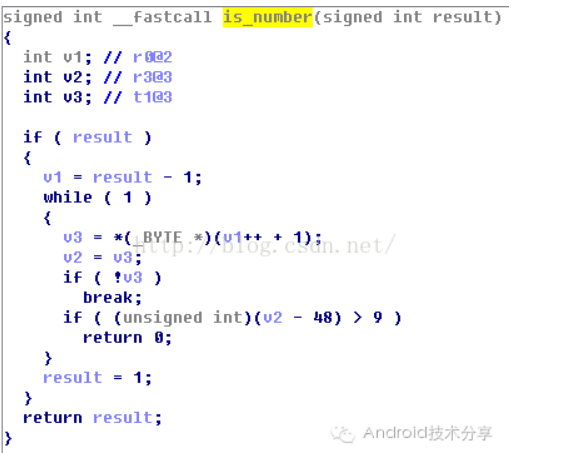 signed int __fastcall is_number(signed int result)
{
int v1; // r0@2
int v2; // r3@3
int v3; // t1@3
if ( result )
{
v1 = result - 1;
while ( 1 )
{
v3 = *(_BYTE *)(v1++ + 1);
http://blog.csdn.net/
v2 = v3;
if ( !v3 )
break;
if ( (unsigned int)(v2 - 48) > 9 )
return 0;
}
result = 1;
}
return result;
}
Android技术分享